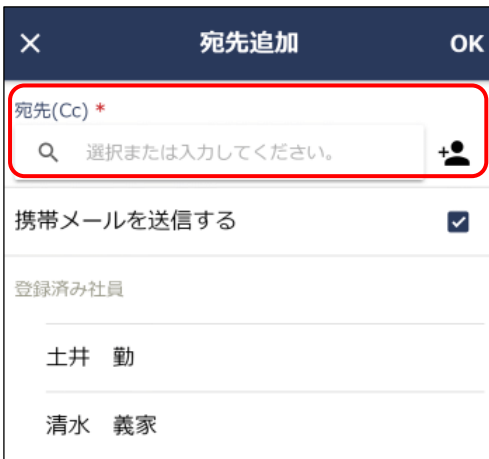 宛先追加 OK
宛先(Cc) *
選択または入力してください。
携帯メールを送信する
登録済み社員
土井　勤
清水　義家